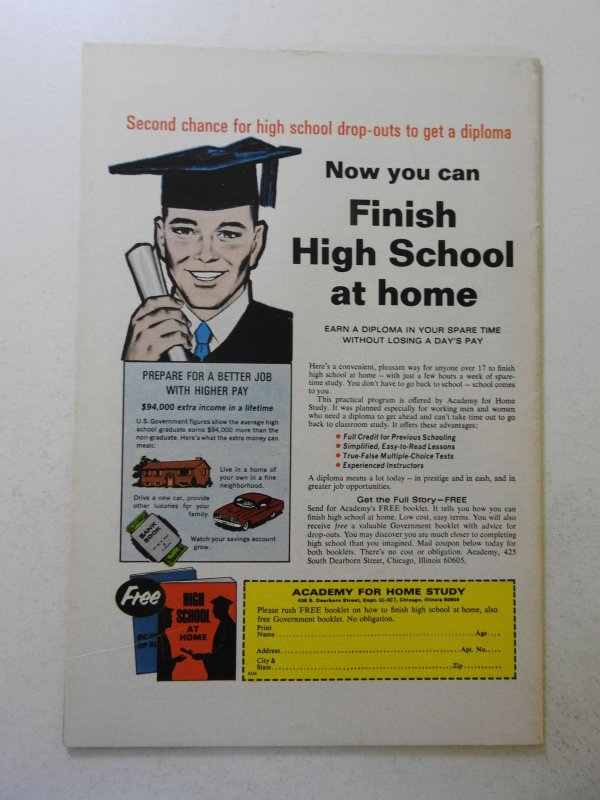 Second chance for high school drop-outs to get a diploma
Now you can
Finish
High School
at home
EARN A DIPLOMA IN YOUR SPARE TIME
WITHOUT LOSING A DAY'S PAY
PREPARE FOR A BETTER JOB
WITH HIGHER PAY
$94,000 extra income in a lifetime
U.S. Government figures show the average high
school graduate earns $94,000 more than the
non-graduate. Here's what the extra money can
mean:
Live in a home of
your own in a fine
neighborhood.
Drive a new car, provide
other luxuries for your
family.
BANK
BOOK
Watch your savings account
grow.
Here's a convenient, pleasant way for anyone over 17 to finish
high school at home – with just a few hours a week of spare-
time study. You don't have to go back to school – school comes
to you.
This practical program is offered by Academy for Home
Study. It was planned especially for working men and women
who need a diploma to get ahead and can't take time out to go
back to classroom study. It offers these advantages:
• Full Credit for Previous Schooling
• Simplified, Easy-to-Read Lessons
• True-False Multiple-Choice Tests
• Experienced Instructors
A diploma means a lot today – in prestige and in cash, and in
greater job opportunities.
Get the Full Story—FREE
Send for Academy's FREE booklet. It tells you how you can
finish high school at home. Low cost, easy terms. You will also
receive free a valuable Government booklet with advice for
drop-outs. You may discover you are much closer to completing
high school than you imagined. Mail coupon below today for
both booklets. There's no cost or obligation. Academy, 425
South Dearborn Street, Chicago, Illinois 60605.
Free
HIGH
SCHOOL
AT
HOME
ACADEMY FOR HOME STUDY
S. Dearborn Street, Dept. Chicago, Illinois 60605
Please rush FREE booklet on how to finish high school at home, also
free Government booklet. No obligation.
Print
Name Age
Address Apt. No.
City &
State Zip